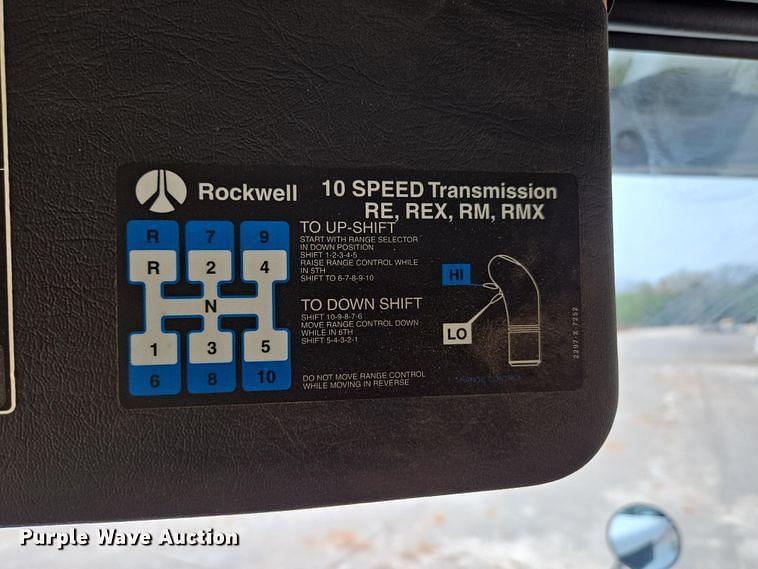 Rockwell
10 SPEED Transmission
RE, REX, RM, RMX
R 7 9
R 2 4
N
1 3 5
6 8 10
TO UP-SHIFT
START WITH RANGE SELECTOR
IN DOWN POSITION
SHIFT 1-2-3-4-5
RAISE RANGE CONTROL WHILE
IN 5TH
SHIFT TO 6-7-8-9-10
TO DOWN SHIFT
SHIFT 10-9-8-7-6
MOVE RANGE CONTROL DOWN
WHILE IN 6TH
SHIFT 5-4-3-2-1
DO NOT MOVE RANGE CONTROL
WHILE MOVING IN REVERSE
HI
LO
2297-X-7252
Purple Wave Auction